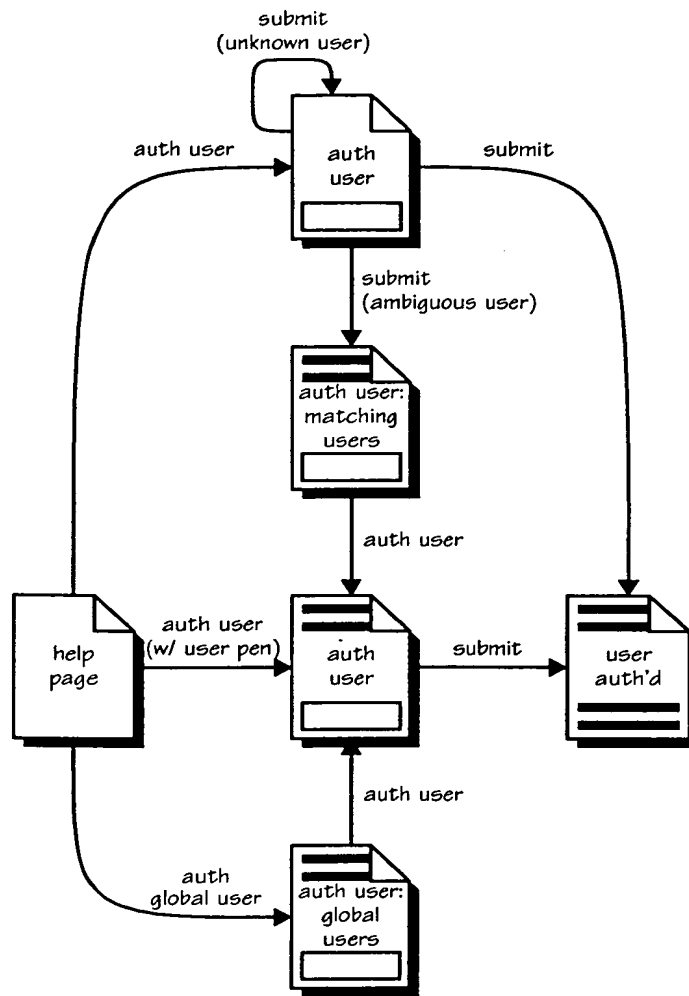 submit
(unknown user)
auth user
auth
user
submit
submit
(ambiguous user)
auth user:
matching
users
auth user
help
page
auth user
(w/ user pen)
auth
user
submit
user
auth'd
auth user
auth
global user
auth user:
global
users